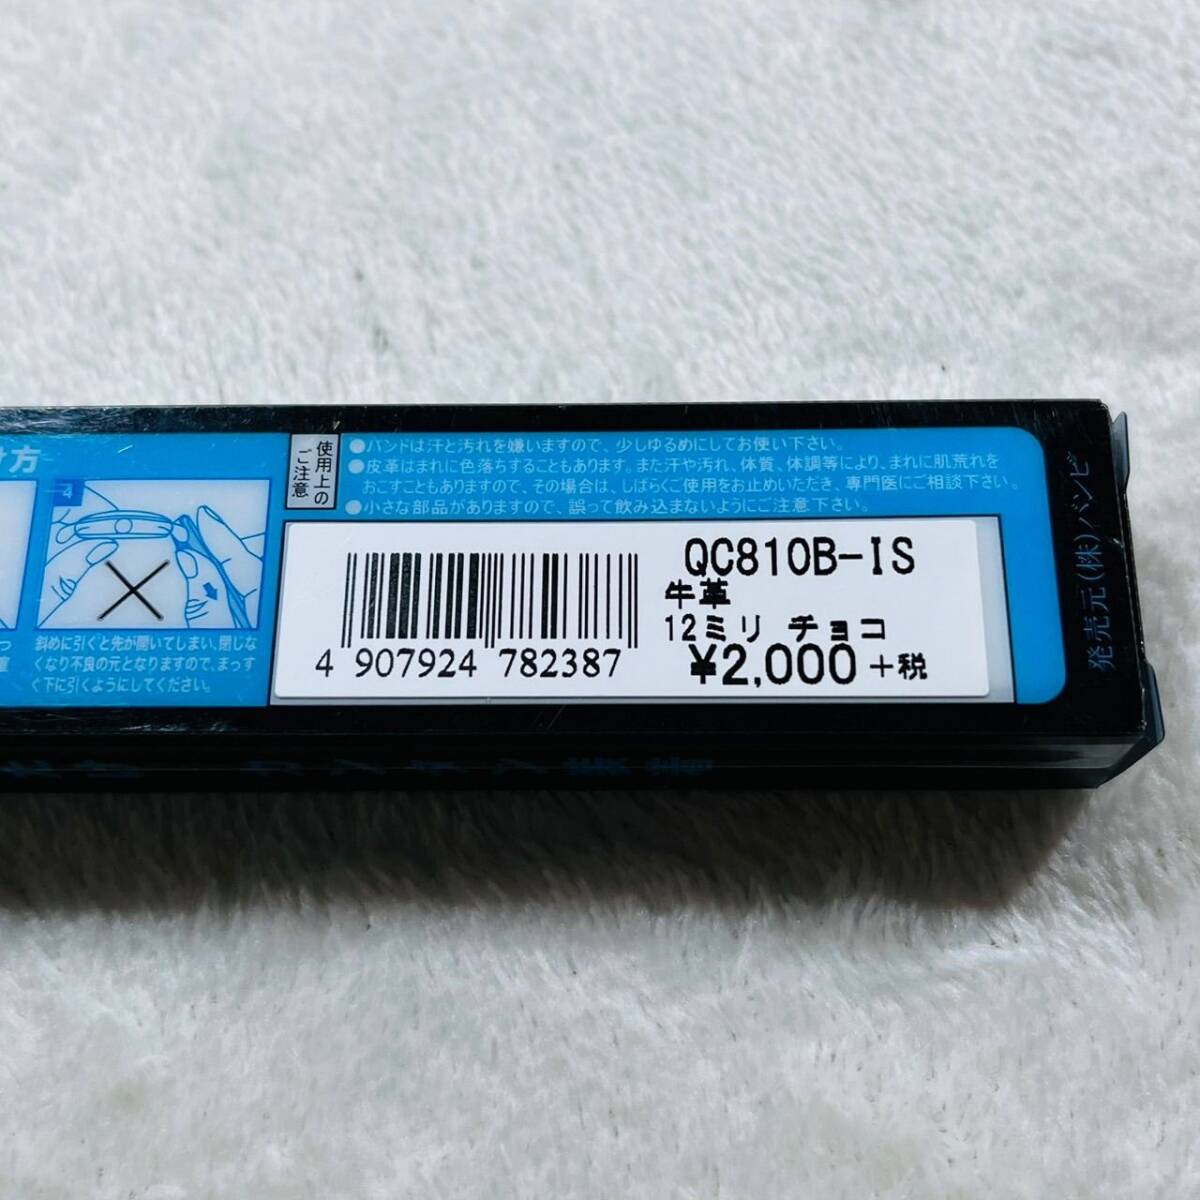 け方
4
斜めに引くと先が開いてしまい、閉じな
くなり不良の元となりますので、まっす
ぐ下に引くようにしてください。
使用上の
ご注意
●バンドは汗と汚れを嫌いますので、少しゆるめにしてお使い下さい。
●皮革はまれに色落ちすることもあります。また汗や汚れ、体質、体調等により、まれに肌荒れを
おこすこともありますので、その場合は、しばらくご使用をお止めいただき、専門医にご相談下さい。
●小さな部品がありますので、誤って飲み込まないようにご注意下さい。
QC810B-IS
牛革
12ミリ チョコ
¥2,000+税
4 907924 782387
発売元(株)バンビ